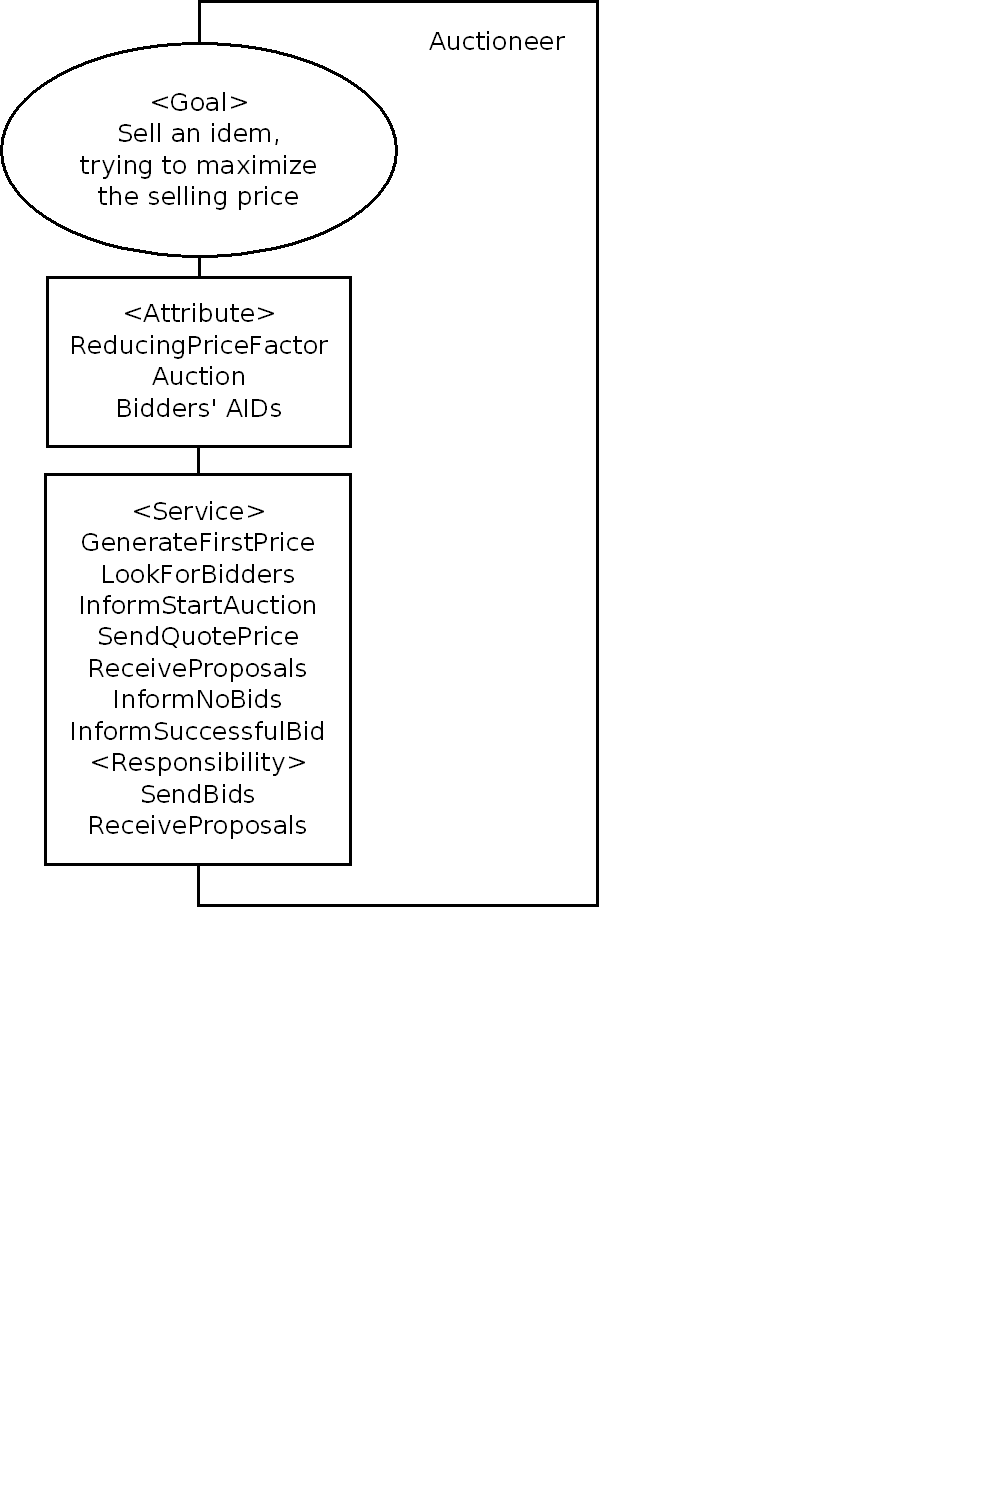 Auctioneer
<Goal>
Sell an idem,
trying to maximize
the selling price
<Attribute>
ReducingPriceFactor
Auction
Bidders' AIDs
<Service>
GenerateFirstPrice
LookForBidders
InformStartAuction
SendQuotePrice
ReceiveProposals
InformNoBids
InformSuccessfulBid
<Responsibility>
SendBids
ReceiveProposals